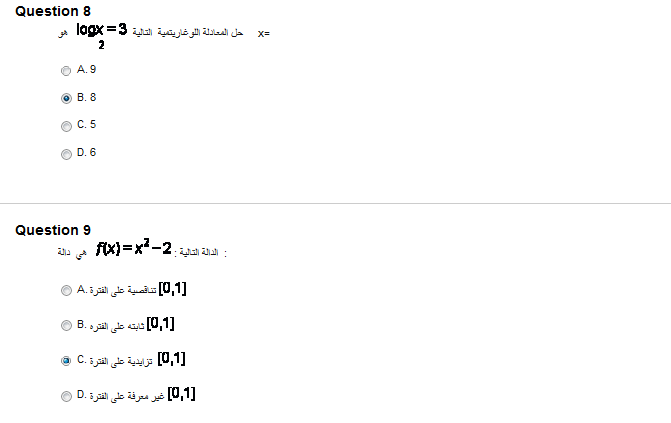 Question 8
حل المعادلة اللوغاريتمية التالية logx=3 هو x=
2
A. 9
B. 8
C. 5
D. 6
Question 9
: الدالة التالية : f(x)=x²-2 هي دالة
A. تناقصية على الفترة [0,1]
B. ثابته على الفتره [0,1]
C. تزايدية على الفترة [0,1]
D. غير معرفة على الفترة [0,1]